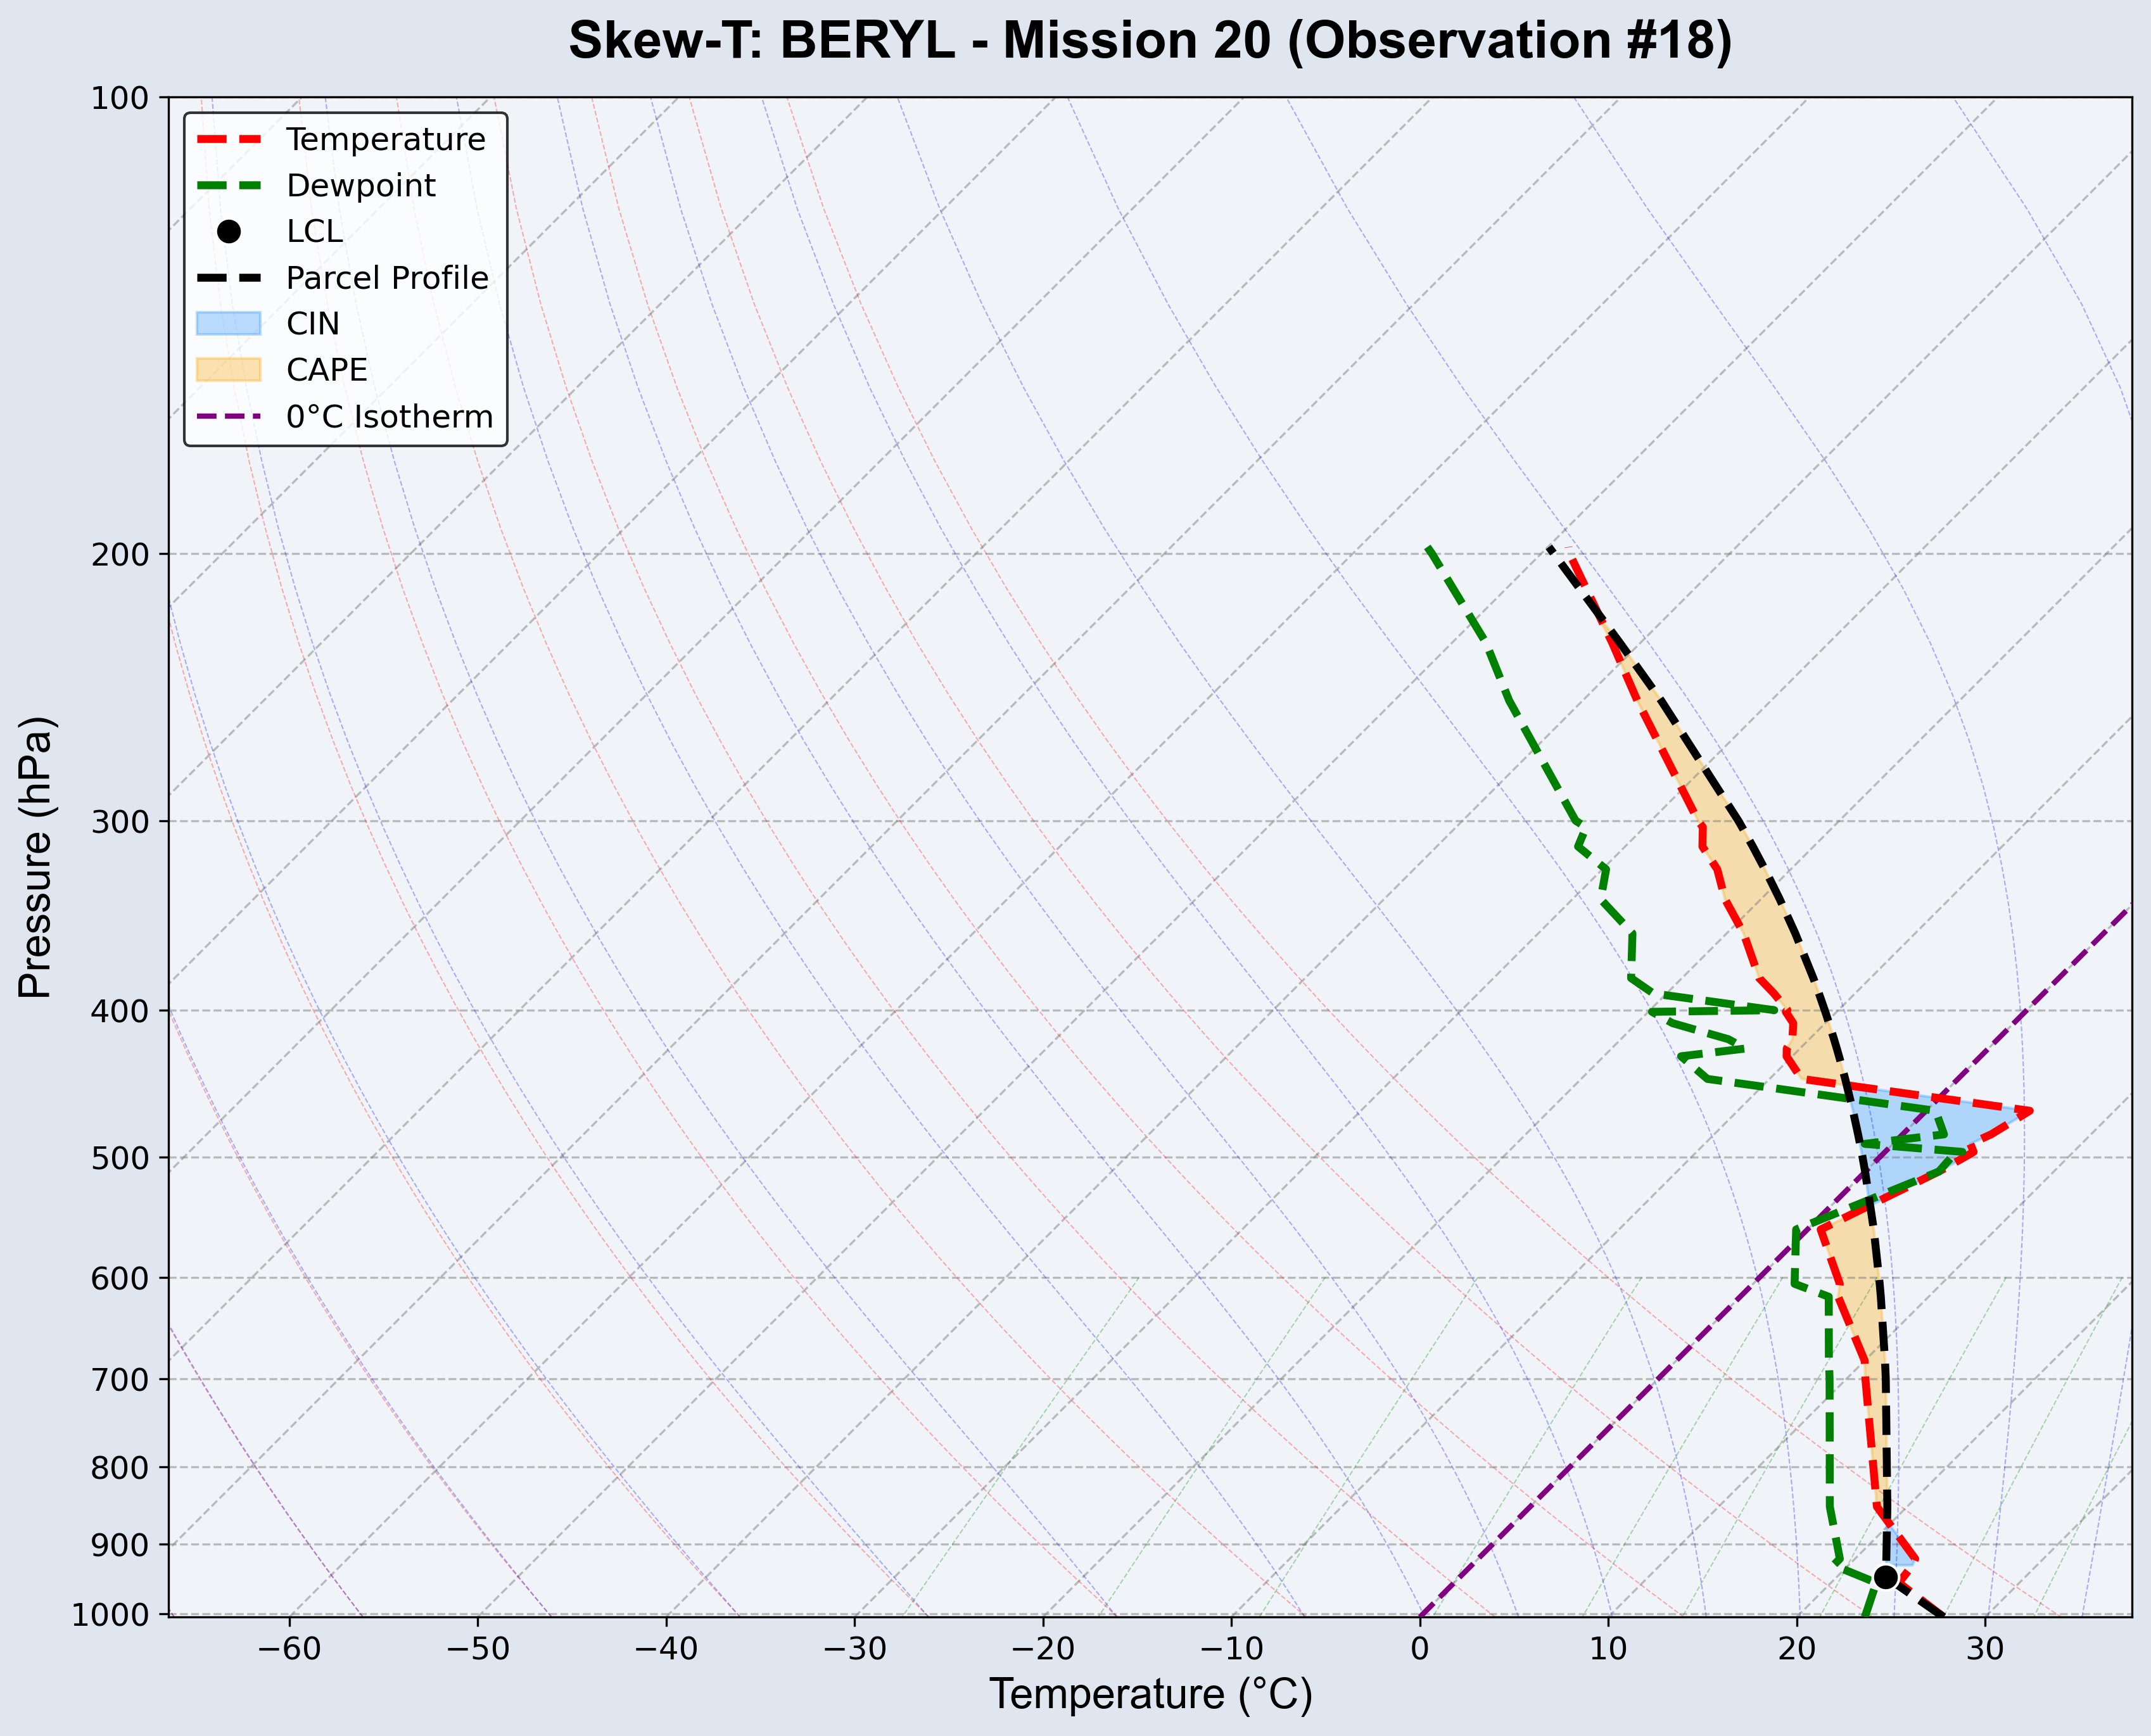 Skew-T: BERYL - Mission 20 (Observation #18)
Temperature
Dewpoint
LCL
Parcel Profile
CIN
CAPE
0°C Isotherm
Pressure (hPa)
100
200
300
400
500
600
700
800
900
1000
−60 −50 −40 −30 −20 −10 0 10 20 30
Temperature (°C)